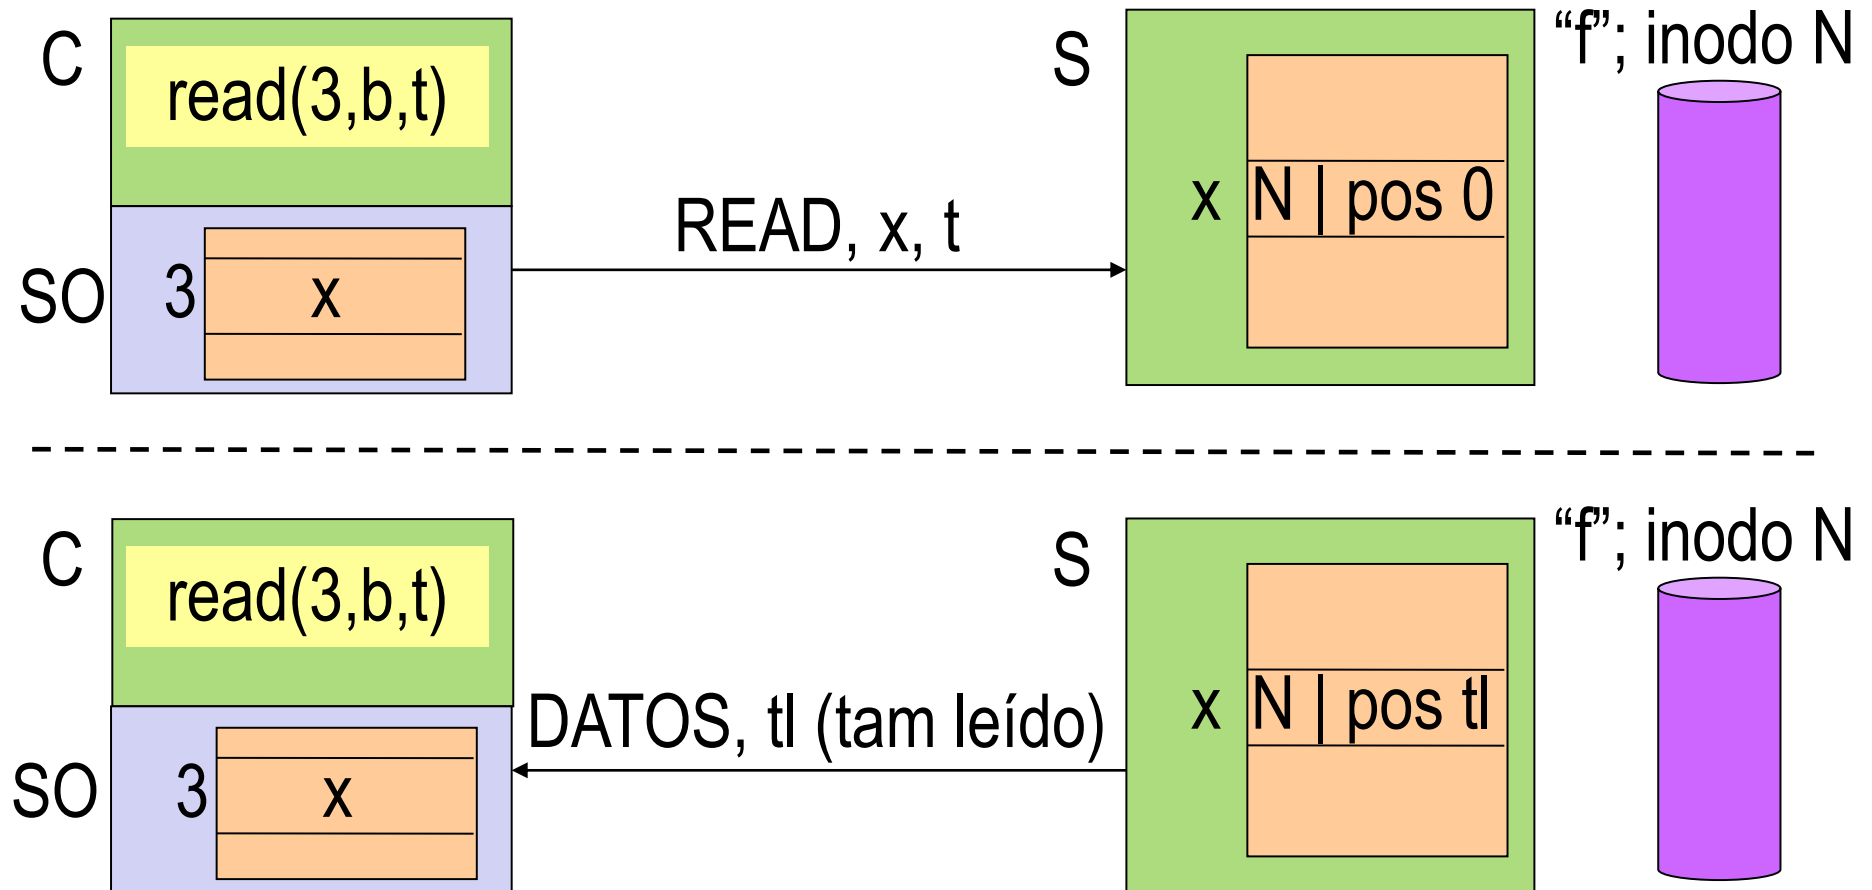 C
read(3,b,t)
SO
3
x
READ, x, t
S
x
N | pos 0
“f”; inodo N
C
read(3,b,t)
SO
3
x
DATOS, tl (tam leído)
S
x
N | pos tl
“f”; inodo N